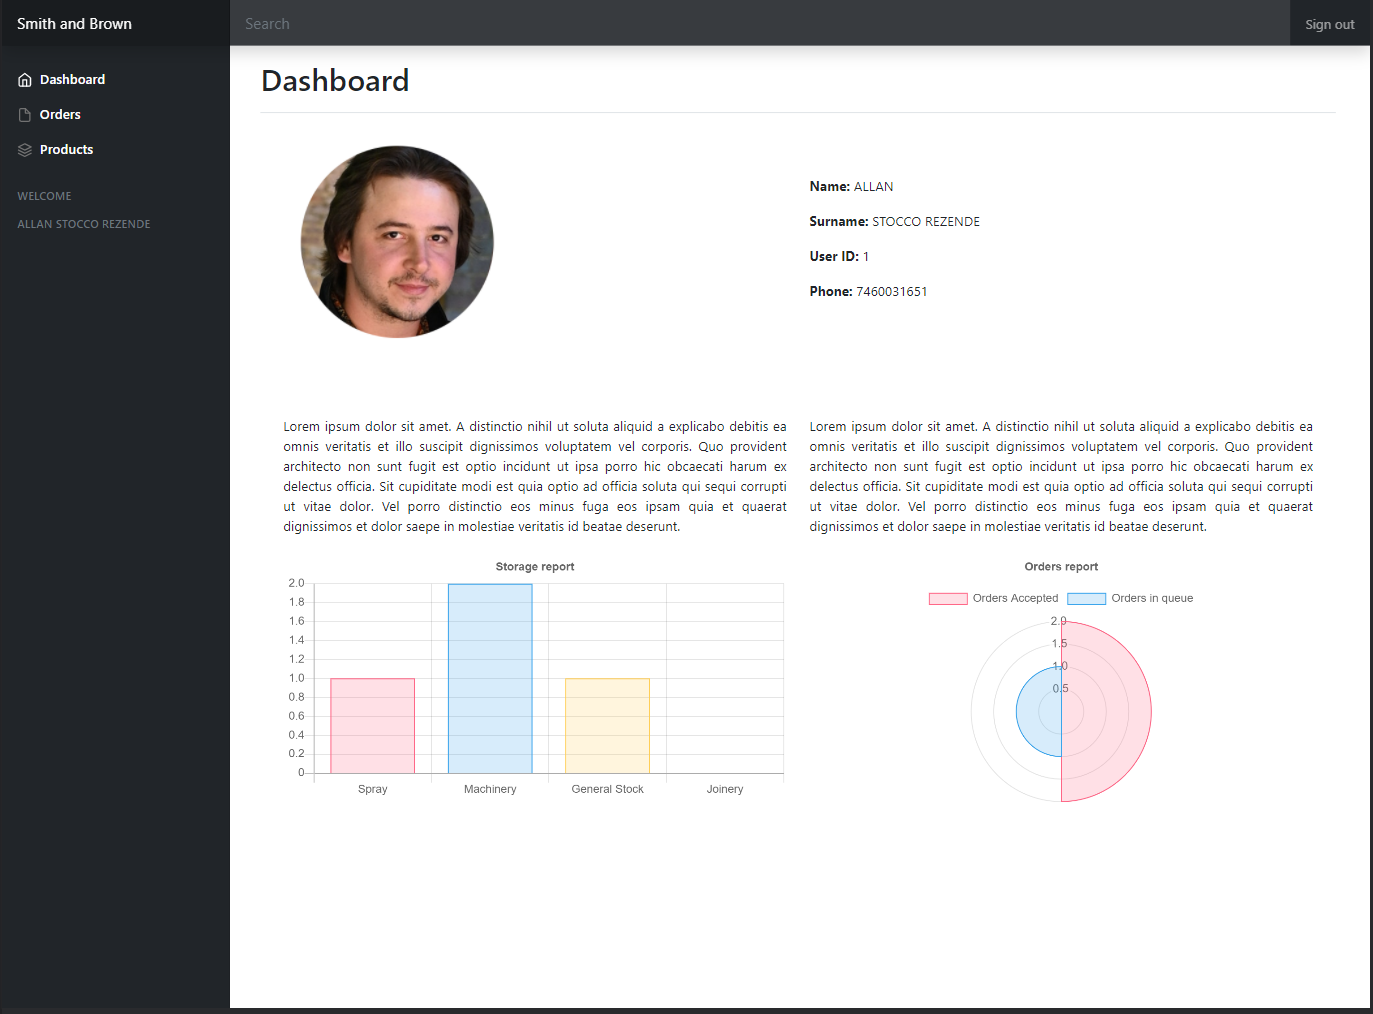 Smith and Brown
Search
Sign out
Dashboard
Orders
Products
WELCOME
ALLAN STOCCO REZENDE
Dashboard
Name: ALLAN
Surname: STOCCO REZENDE
User ID: 1
Phone: 7460031651
Lorem ipsum dolor sit amet. A distinctio nihil ut soluta aliquid a explicabo debitis ea
omnis veritatis et illo suscipit dignissimos voluptatem vel corporis. Quo provident
architecto non sunt fugit est optio incidunt ut ipsa porro hic obcaecati harum ex
delectus officia. Sit cupiditate modi est quia optio ad officia soluta qui sequi corrupti
ut vitae dolor. Vel porro distinctio eos minus fuga eos ipsam quia et quaerat
dignissimos et dolor saepe in molestiae veritatis id beatae deserunt.
Lorem ipsum dolor sit amet. A distinctio nihil ut soluta aliquid a explicabo debitis ea
omnis veritatis et illo suscipit dignissimos voluptatem vel corporis. Quo provident
architecto non sunt fugit est optio incidunt ut ipsa porro hic obcaecati harum ex
delectus officia. Sit cupiditate modi est quia optio ad officia soluta qui sequi corrupti
ut vitae dolor. Vel porro distinctio eos minus fuga eos ipsam quia et quaerat
dignissimos et dolor saepe in molestiae veritatis id beatae deserunt.
Storage report
2.0
1.8
1.6
1.4
1.2
1.0
0.8
0.6
0.4
0.2
0
Spray Machinery General Stock Joinery
Orders report
Orders Accepted Orders in queue
2.0
1.5
1.0
0.5